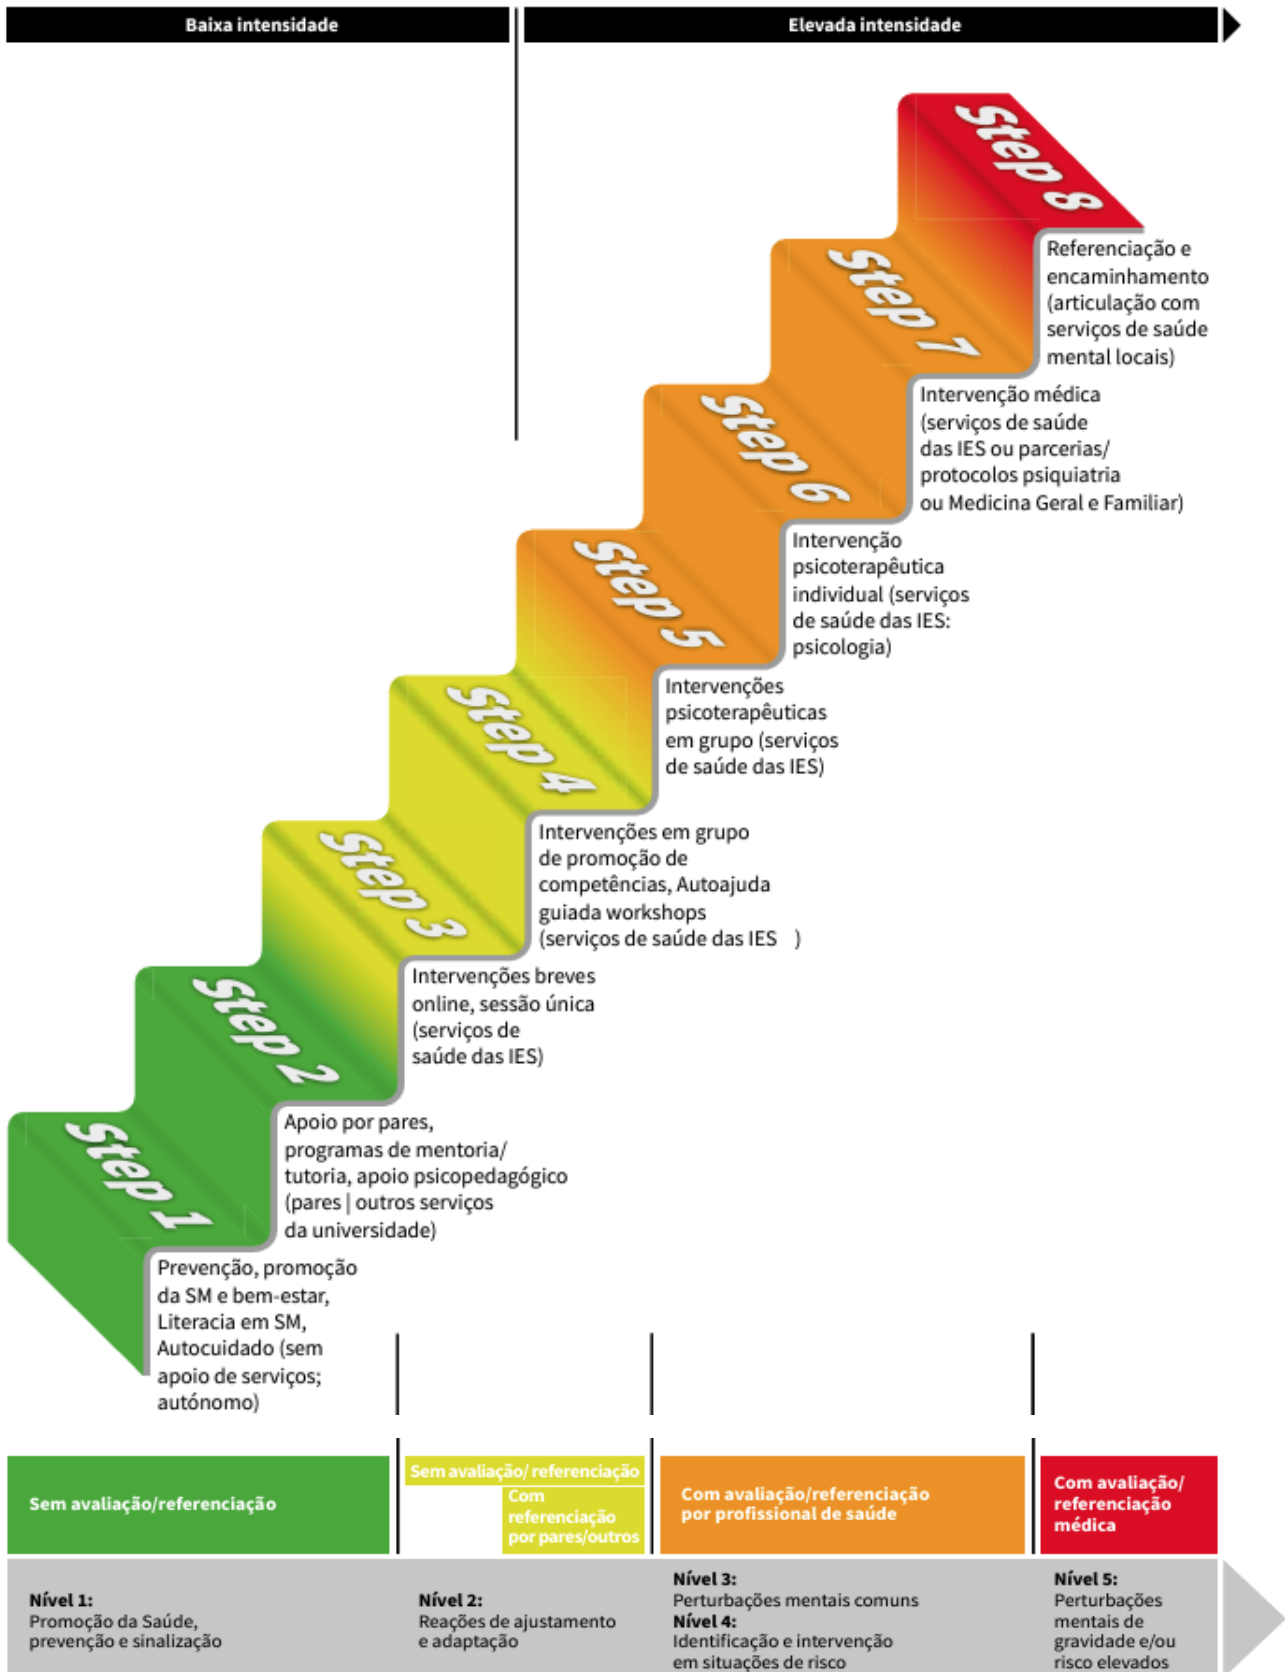 Baixa intensidade
Elevada intensidade
Step 8
Referenciação e
encaminhamento
(articulação com
serviços de saúde
mental locais)
Step 7
Intervenção médica
(serviços de saúde
das IES ou parcerias/
protocolos psiquiatria
ou Medicina Geral e Familiar)
Step 6
Intervenção
psicoterapêutica
individual (serviços
de saúde das IES:
psicologia)
Step 5
Intervenções
psicoterapêuticas
em grupo (serviços
de saúde das IES)
Step 4
Intervenções em grupo
de promoção de
competências, Autoajuda
guiada workshops
(serviços de saúde das IES )
Step 3
Intervenções breves
online, sessão única
(serviços de
saúde das IES)
Step 2
Apoio por pares,
programas de mentoria/
tutoria, apoio psicopedagógico
(pares | outros serviços
da universidade)
Step 1
Prevenção, promoção
da SM e bem-estar,
Literacia em SM,
Autocuidado (sem
apoio de serviços;
autónomo)
Sem avaliação/referenciação
Sem avaliação/ referenciação
Com
referenciação
por pares/outros
Com avaliação/referenciação
por profissional de saúde
Com avaliação/
referenciação
médica
Nível 1:
Promoção da Saúde,
prevenção e sinalização
Nível 2:
Reações de ajustamento
e adaptação
Nível 3:
Perturbações mentais comuns
Nível 4:
Identificação e intervenção
em situações de risco
Nível 5:
Perturbações
mentais de
gravidade e/ou
risco elevados